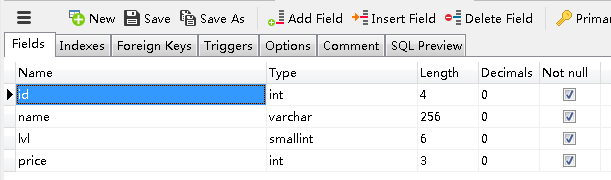 New Save Save As Add Field Insert Field Delete Field Primar
Fields Indexes Foreign Keys Triggers Options Comment SQL Preview
Name Type Length Decimals Not null
id int 4 0
name varchar 256 0
lvl smallint 6 0
price int 3 0